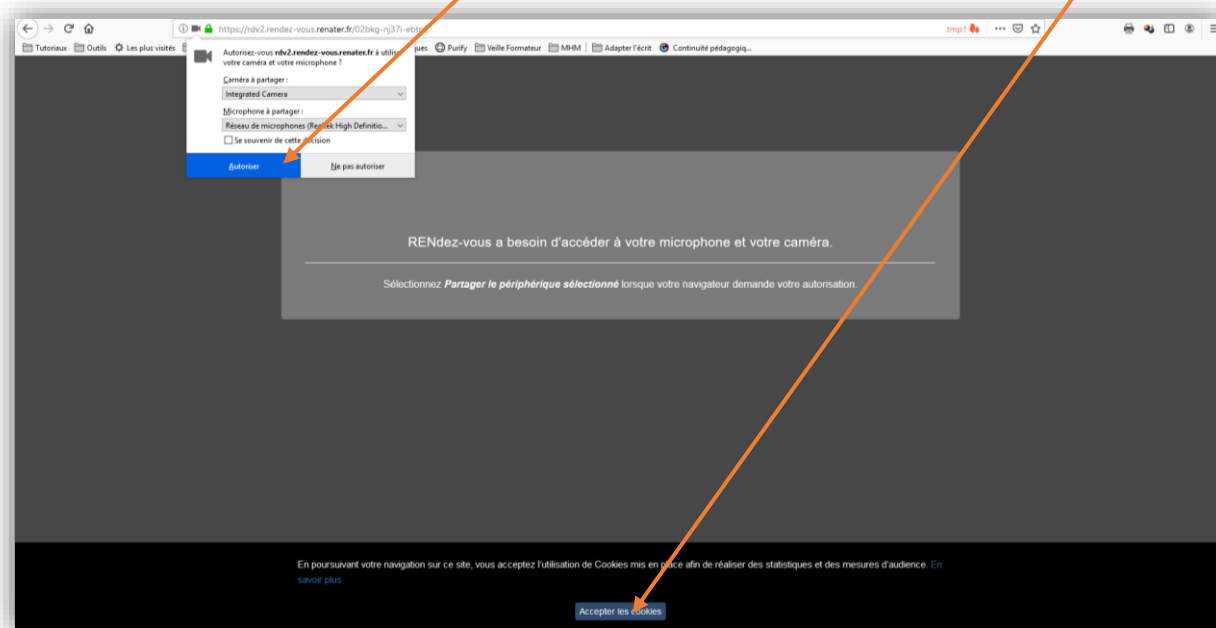 https://rdv2.rendez-vous.renater.fr/02bkg-nj37i-ebt
tmp1
Tutoriaux Outils Les plus visités Purify Veille Formateur MHM Adapter l'écrit Continuité pédagogiq...
Autorisez-vous rdv2.rendez-vous.renater.fr à utiliser
votre caméra et votre microphone ?
Caméra à partager :
Integrated Camera
Microphone à partager :
Réseau de microphones (Realtek High Definitio...
Se souvenir de cette décision
Autoriser Ne pas autoriser
RENdez-vous a besoin d'accéder à votre microphone et votre caméra.
Sélectionnez Partager le périphérique sélectionné lorsque votre navigateur demande votre autorisation.
En poursuivant votre navigation sur ce site, vous acceptez l'utilisation de Cookies mis en place afin de réaliser des statistiques et des mesures d'audience. En
savoir plus
Accepter les cookies